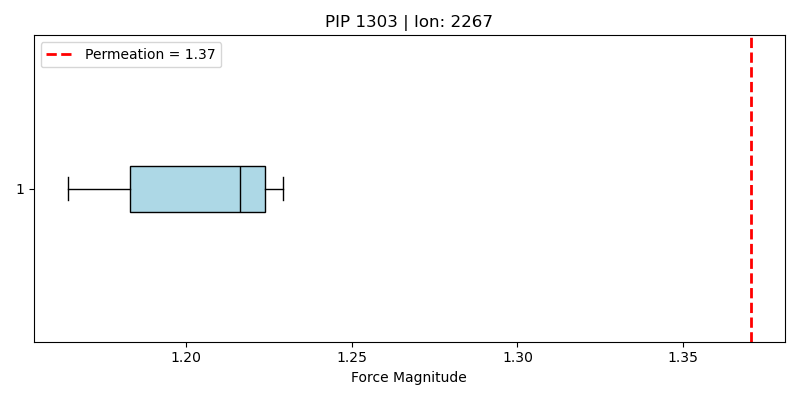 PIP 1303 | Ion: 2267
Permeation = 1.37
1
1.20 1.25 1.30 1.35
Force Magnitude